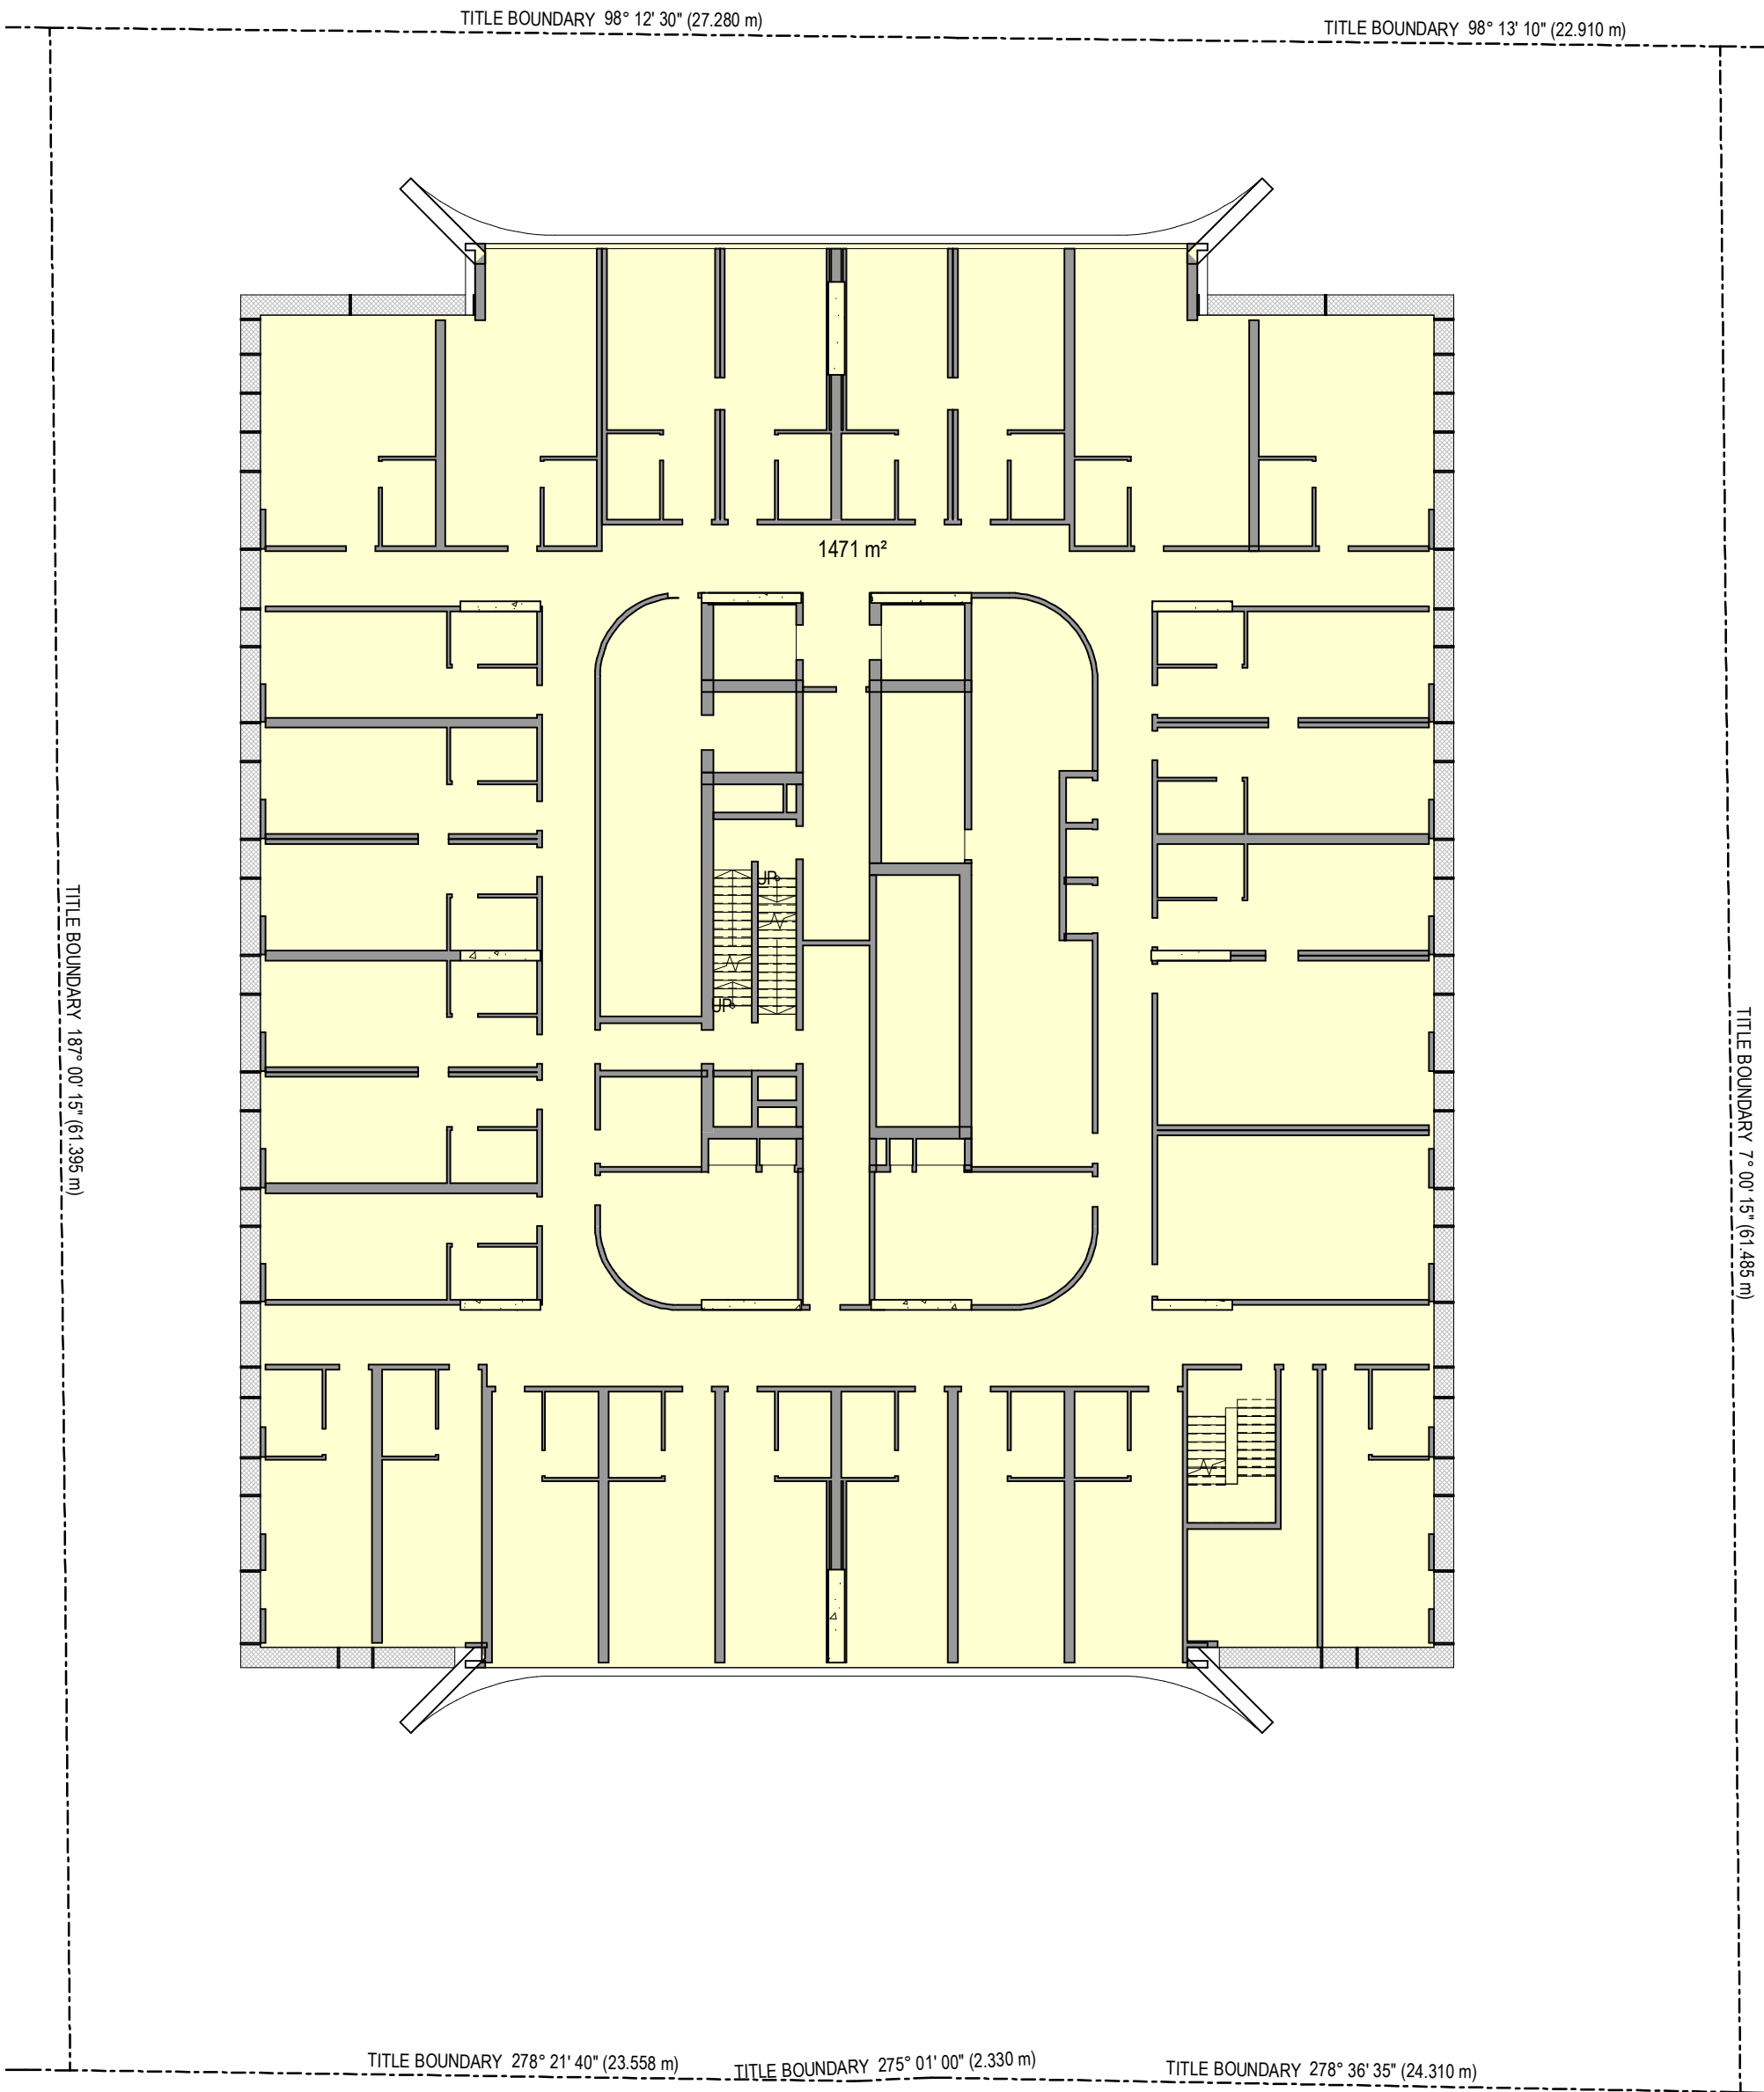 TITLE BOUNDARY 98° 12' 30" (27.280 m)
TITLE BOUNDARY 98° 13' 10" (22.910 m)
1471 m²
UP
UP
TITLE BOUNDARY 187° 00' 15" (61.395 m)
TITLE BOUNDARY 7° 00' 15" (61.485 m)
TITLE BOUNDARY 278° 21' 40" (23.558 m)
TITLE BOUNDARY 275° 01' 00" (2.330 m)
TITLE BOUNDARY 278° 36' 35" (24.310 m)